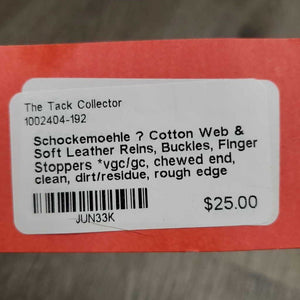 The Tack Collector
1002404-192
Schockemoehle ? Cotton Web &
Soft Leather Reins, Buckles, Finger
Stoppers *vgc/gc, chewed end,
clean, dirt/residue, rough edge
JUN33K
$25.00